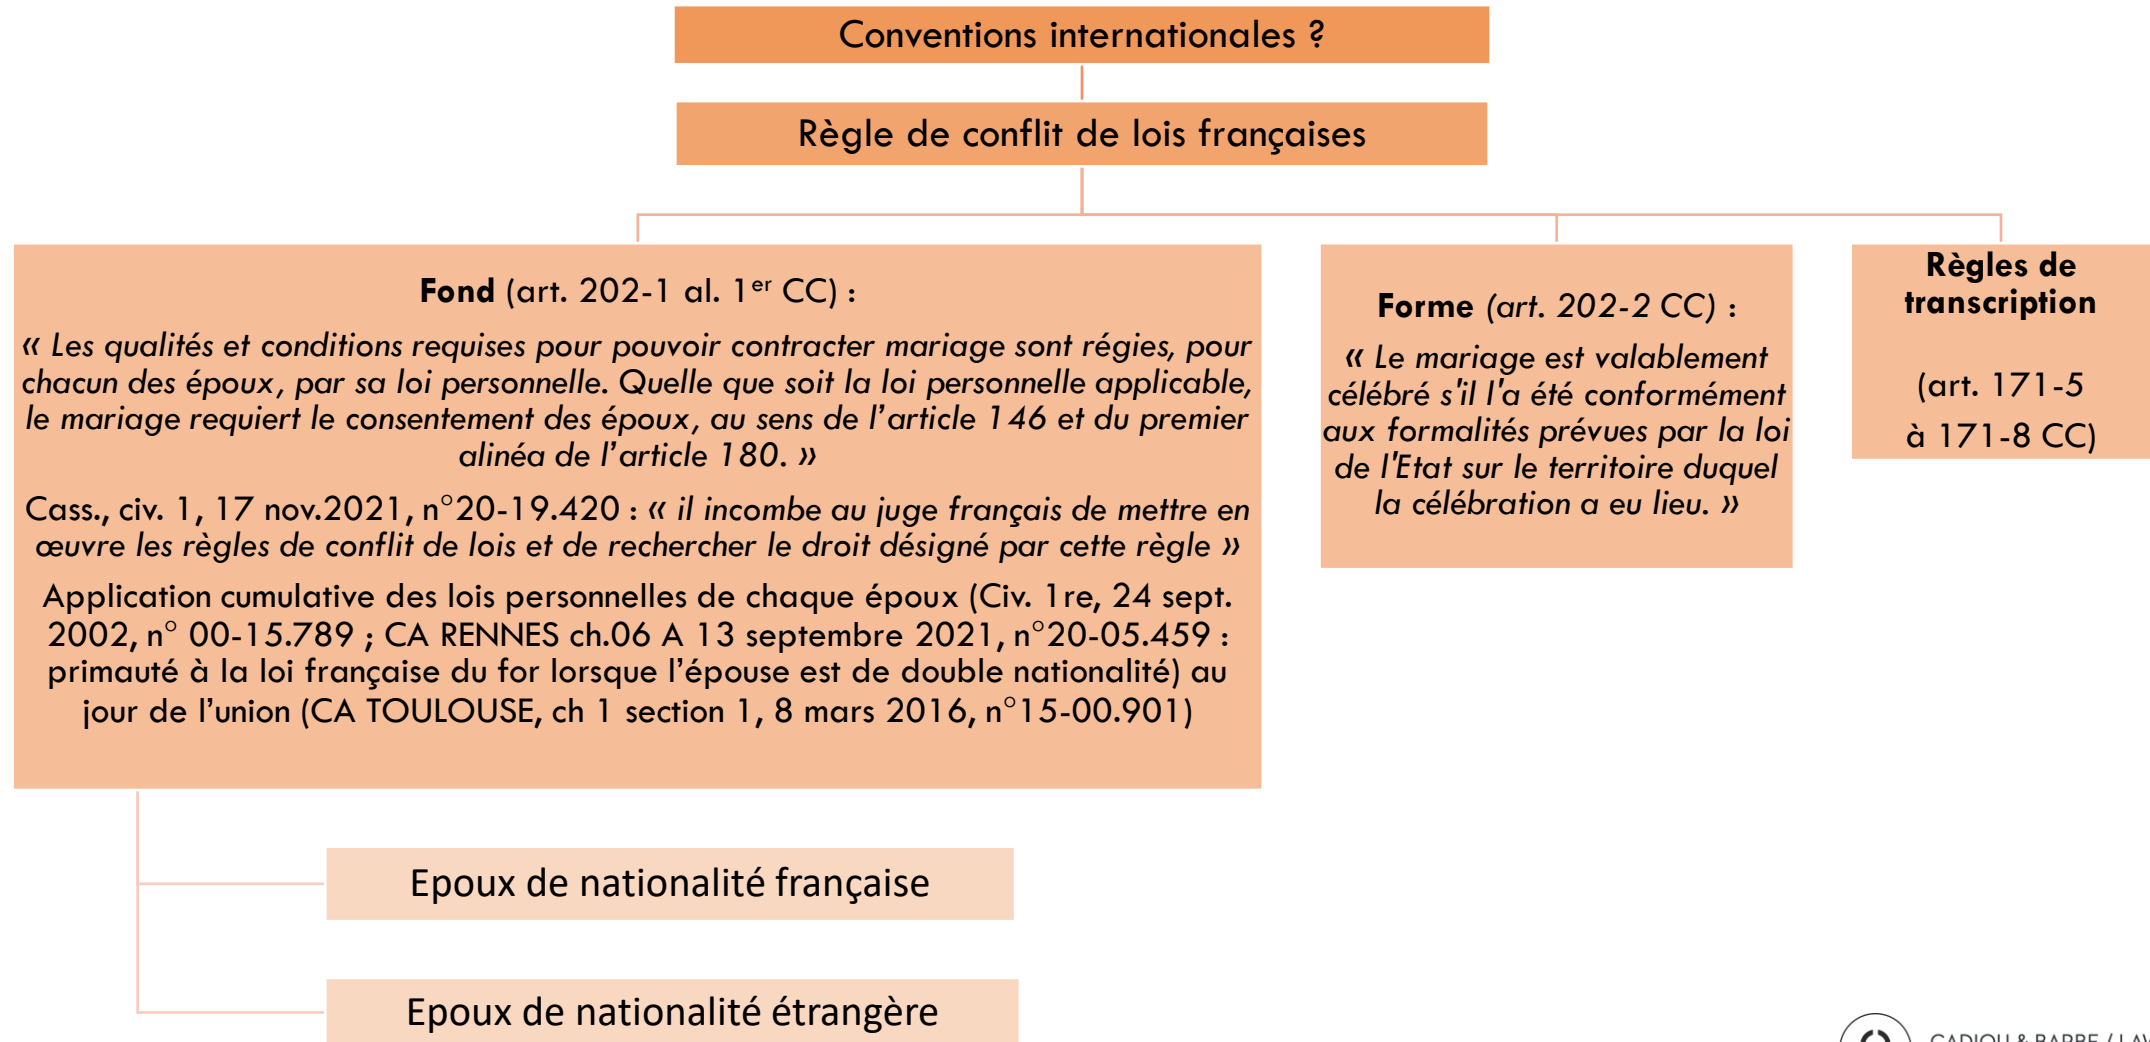 Conventions internationales ?
Règle de conflit de lois françaises
Fond (art. 202-1 al. 1er CC) :
« Les qualités et conditions requises pour pouvoir contracter mariage sont régies, pour
chacun des époux, par sa loi personnelle. Quelle que soit la loi personnelle applicable,
le mariage requiert le consentement des époux, au sens de l'article 146 et du premier
alinéa de l'article 180. »
Cass., civ. 1, 17 nov.2021, n°20-19.420 : « il incombe au juge français de mettre en
œuvre les règles de conflit de lois et de rechercher le droit désigné par cette règle »
Application cumulative des lois personnelles de chaque époux (Civ. 1re, 24 sept.
2002, n° 00-15.789 ; CA RENNES ch.06 A 13 septembre 2021, n°20-05.459 :
primauté à la loi française du for lorsque l'épouse est de double nationalité) au
jour de l'union (CA TOULOUSE, ch 1 section 1, 8 mars 2016, n°15-00.901)
Forme (art. 202-2 CC) :
« Le mariage est valablement
célébré s'il l'a été conformément
aux formalités prévues par la loi
de l'Etat sur le territoire duquel
la célébration a eu lieu. »
Règles de
transcription
(art. 171-5
à 171-8 CC)
Epoux de nationalité française
Epoux de nationalité étrangère